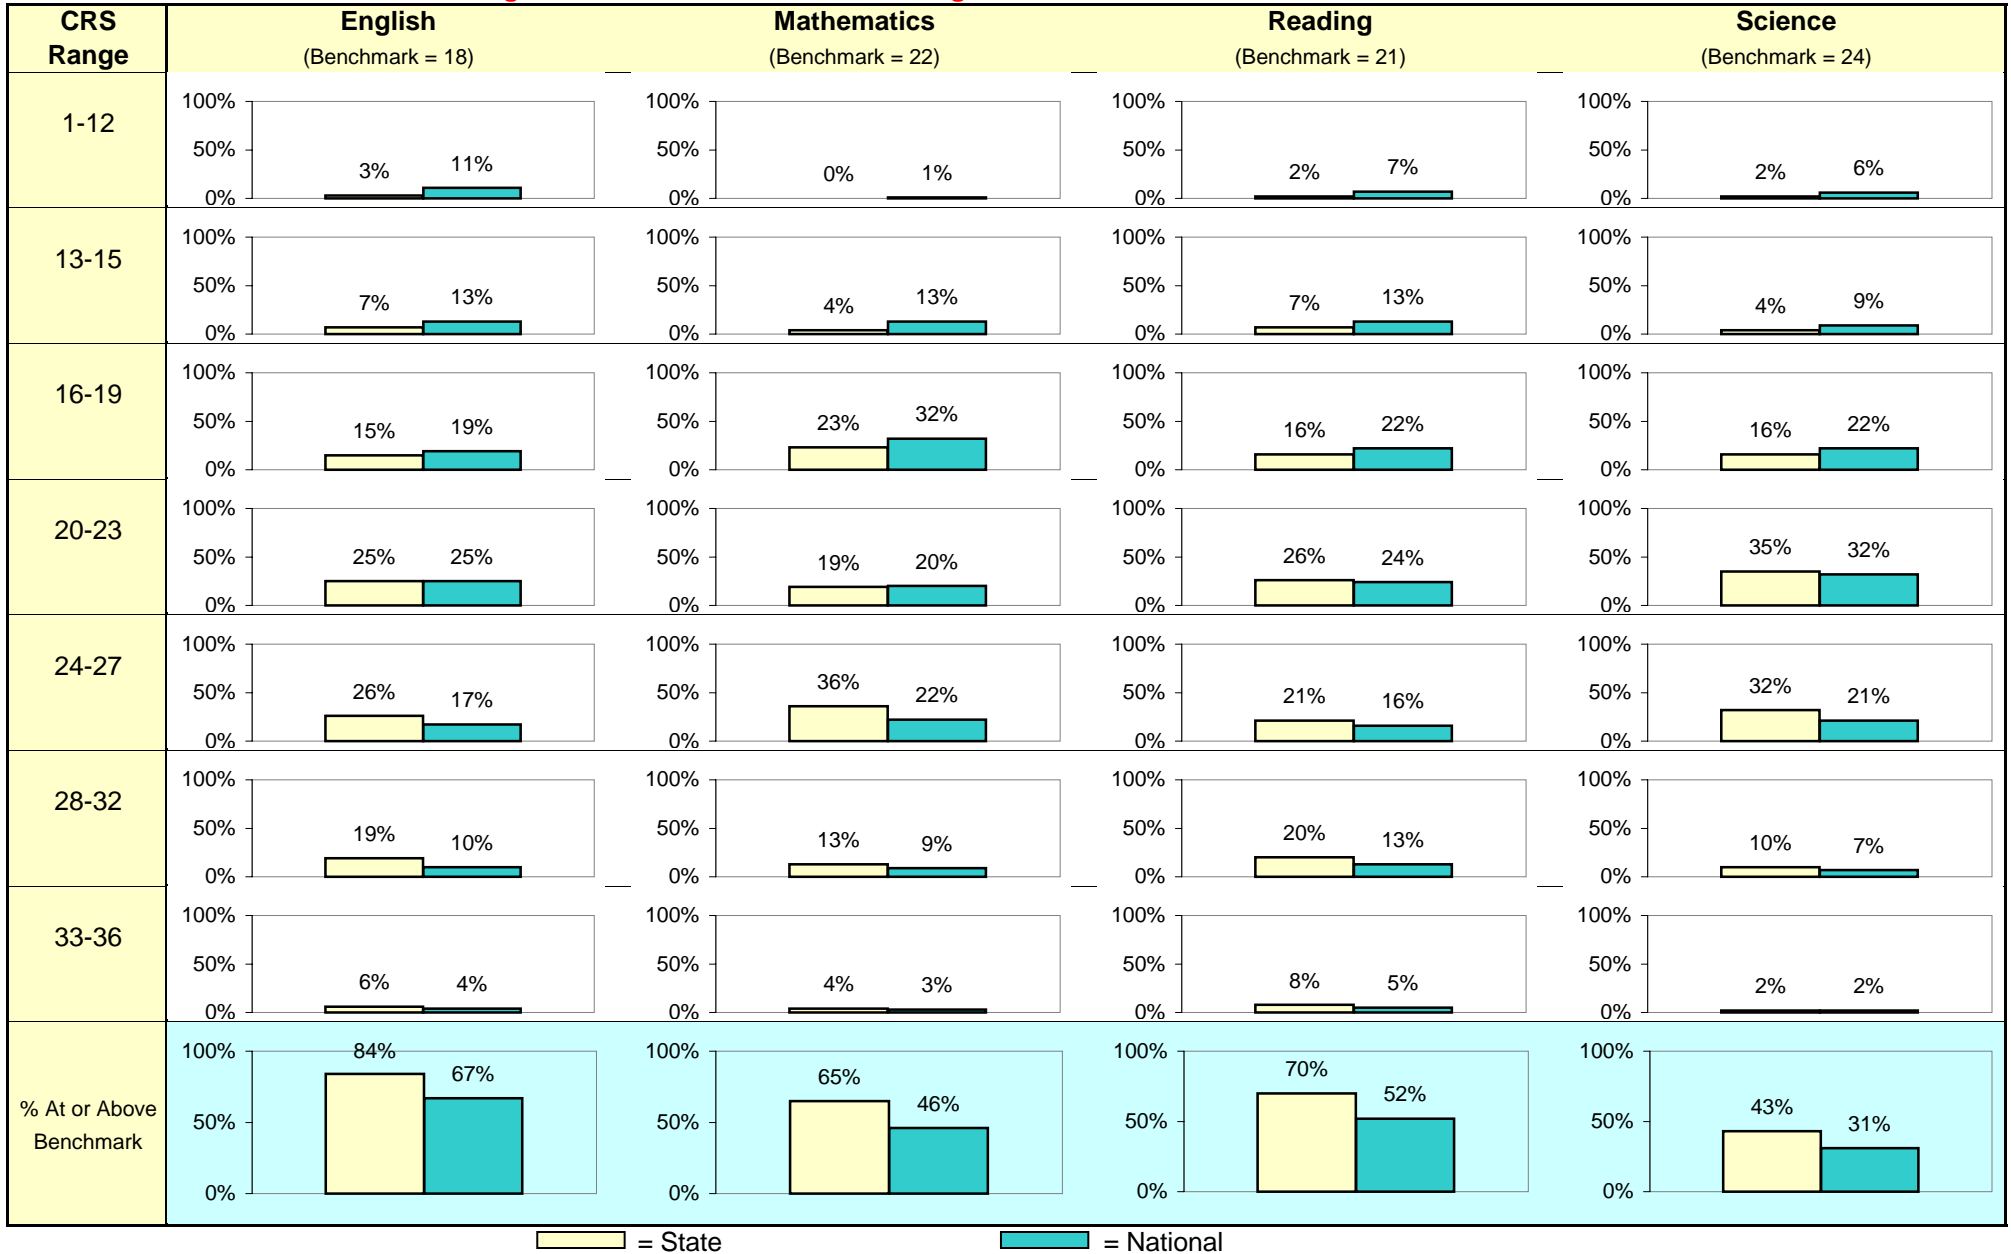 CRS Range English Mathematics Reading Science
(Benchmark = 18) (Benchmark = 22) (Benchmark = 21) (Benchmark = 24)
1-12
100% 100% 100% 100%
50% 50% 50% 50%
3% 11% 0% 1% 2% 7% 2% 6%
0% 0% 0% 0%
13-15
100% 100% 100% 100%
50% 50% 50% 50%
7% 13% 4% 13% 7% 13% 4% 9%
0% 0% 0% 0%
16-19
100% 100% 100% 100%
50% 50% 50% 50%
15% 19% 23% 32% 16% 22% 16% 22%
0% 0% 0% 0%
20-23
100% 100% 100% 100%
50% 50% 50% 50%
25% 25% 19% 20% 26% 24% 35% 32%
0% 0% 0% 0%
24-27
100% 100% 100% 100%
50% 50% 50% 50%
26% 17% 36% 22% 21% 16% 32% 21%
0% 0% 0% 0%
28-32
100% 100% 100% 100%
50% 50% 50% 50%
19% 10% 13% 9% 20% 13% 10% 7%
0% 0% 0% 0%
33-36
100% 100% 100% 100%
50% 50% 50% 50%
6% 4% 4% 3% 8% 5% 2% 2%
0% 0% 0% 0%
% At or Above
Benchmark
100% 100% 100% 100%
84% 67% 65% 46% 70% 52% 43% 31%
50% 50% 50% 50%
0% 0% 0% 0%
= State = National